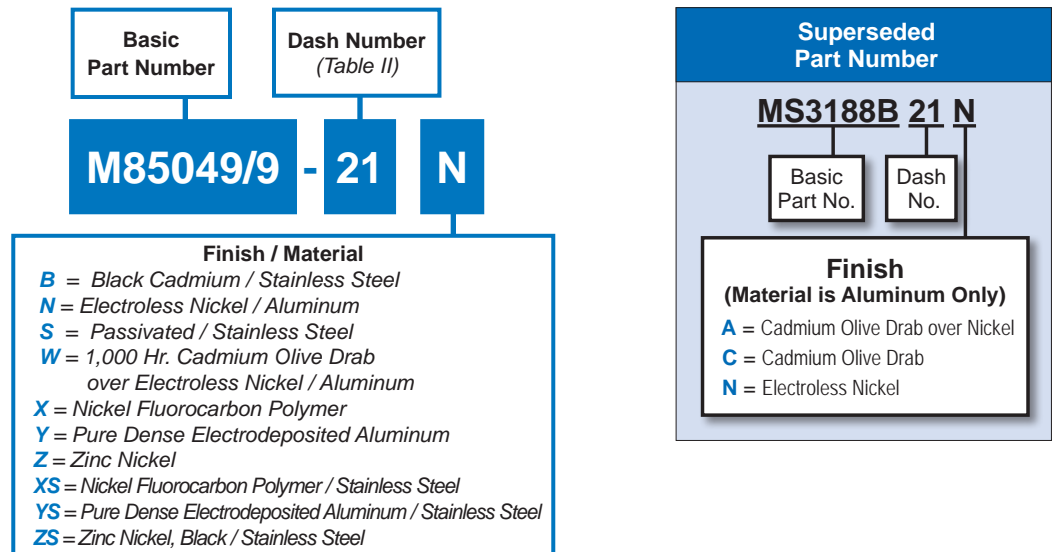 Basic
Part Number
Dash Number
(Table II)
M85049/9 - 21 N
Finish / Material
B = Black Cadmium / Stainless Steel
N = Electroless Nickel / Aluminum
S = Passivated / Stainless Steel
W = 1,000 Hr. Cadmium Olive Drab
over Electroless Nickel / Aluminum
X = Nickel Fluorocarbon Polymer
Y = Pure Dense Electrodeposited Aluminum
Z = Zinc Nickel
XS = Nickel Fluorocarbon Polymer / Stainless Steel
YS = Pure Dense Electrodeposited Aluminum / Stainless Steel
ZS = Zinc Nickel, Black / Stainless Steel
Superseded
Part Number
MS3188B 21 N
Basic
Part No.
Dash
No.
Finish
(Material is Aluminum Only)
A = Cadmium Olive Drab over Nickel
C = Cadmium Olive Drab
N = Electroless Nickel